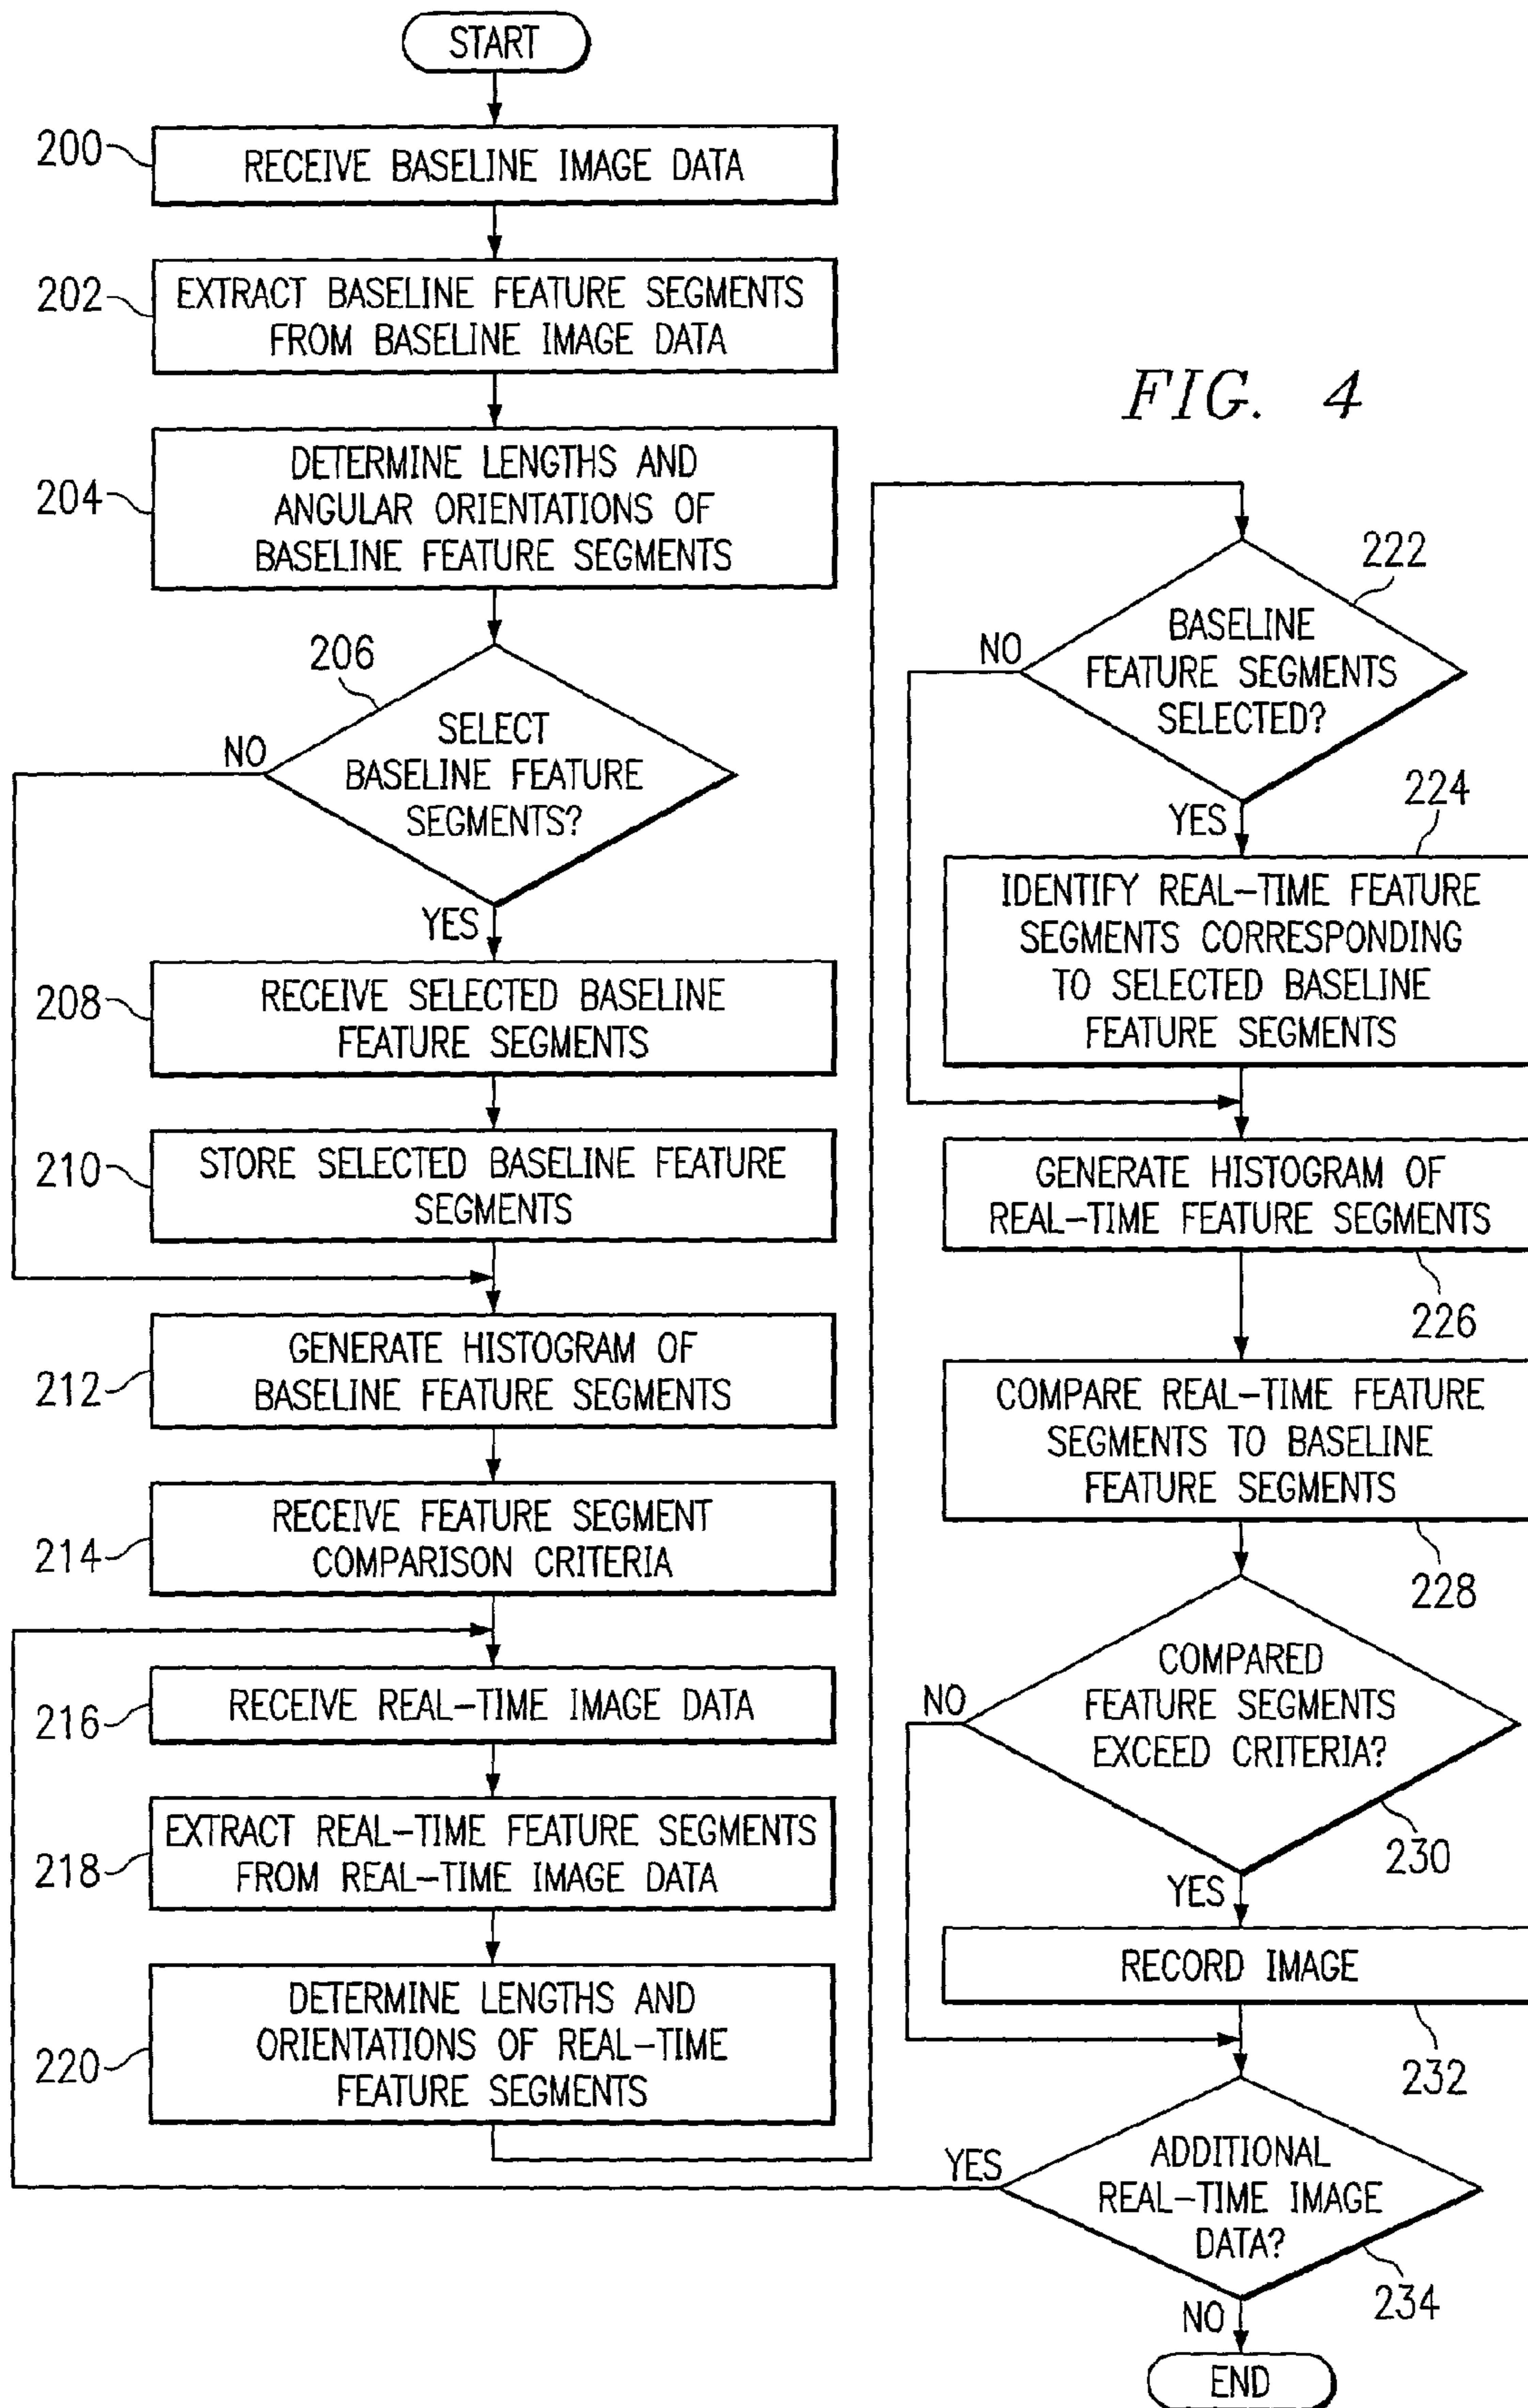 START
200
RECEIVE BASELINE IMAGE DATA
202
EXTRACT BASELINE FEATURE SEGMENTS
FROM BASELINE IMAGE DATA
204
DETERMINE LENGTHS AND
ANGULAR ORIENTATIONS OF
BASELINE FEATURE SEGMENTS
206
NO
SELECT
BASELINE FEATURE
SEGMENTS?
YES
208
RECEIVE SELECTED BASELINE
FEATURE SEGMENTS
210
STORE SELECTED BASELINE FEATURE
SEGMENTS
212
GENERATE HISTOGRAM OF
BASELINE FEATURE SEGMENTS
214
RECEIVE FEATURE SEGMENT
COMPARISON CRITERIA
216
RECEIVE REAL-TIME IMAGE DATA
218
EXTRACT REAL-TIME FEATURE SEGMENTS
FROM REAL-TIME IMAGE DATA
220
DETERMINE LENGTHS AND
ORIENTATIONS OF REAL-TIME
FEATURE SEGMENTS
FIG. 4
222
NO
BASELINE
FEATURE SEGMENTS
SELECTED?
YES
224
IDENTIFY REAL-TIME FEATURE
SEGMENTS CORRESPONDING
TO SELECTED BASELINE
FEATURE SEGMENTS
GENERATE HISTOGRAM OF
REAL-TIME FEATURE SEGMENTS
226
COMPARE REAL-TIME FEATURE
SEGMENTS TO BASELINE
FEATURE SEGMENTS
228
NO
COMPARED
FEATURE SEGMENTS
EXCEED CRITERIA?
230
YES
RECORD IMAGE
232
YES
ADDITIONAL
REAL-TIME IMAGE
DATA?
234
NO
END